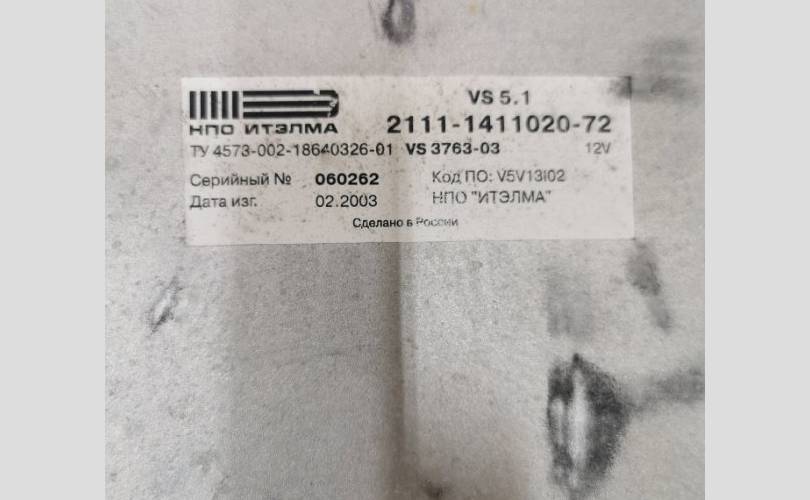 VS 5.1
НПО ИТЭЛМА 2111-1411020-72
ТУ 4573-002-18640326-01 VS 3763-03 12V
Серийный № 060262 Код ПО: V5V13I02
Дата изг. 02.2003 НПО "ИТЭЛМА"
Сделано в России